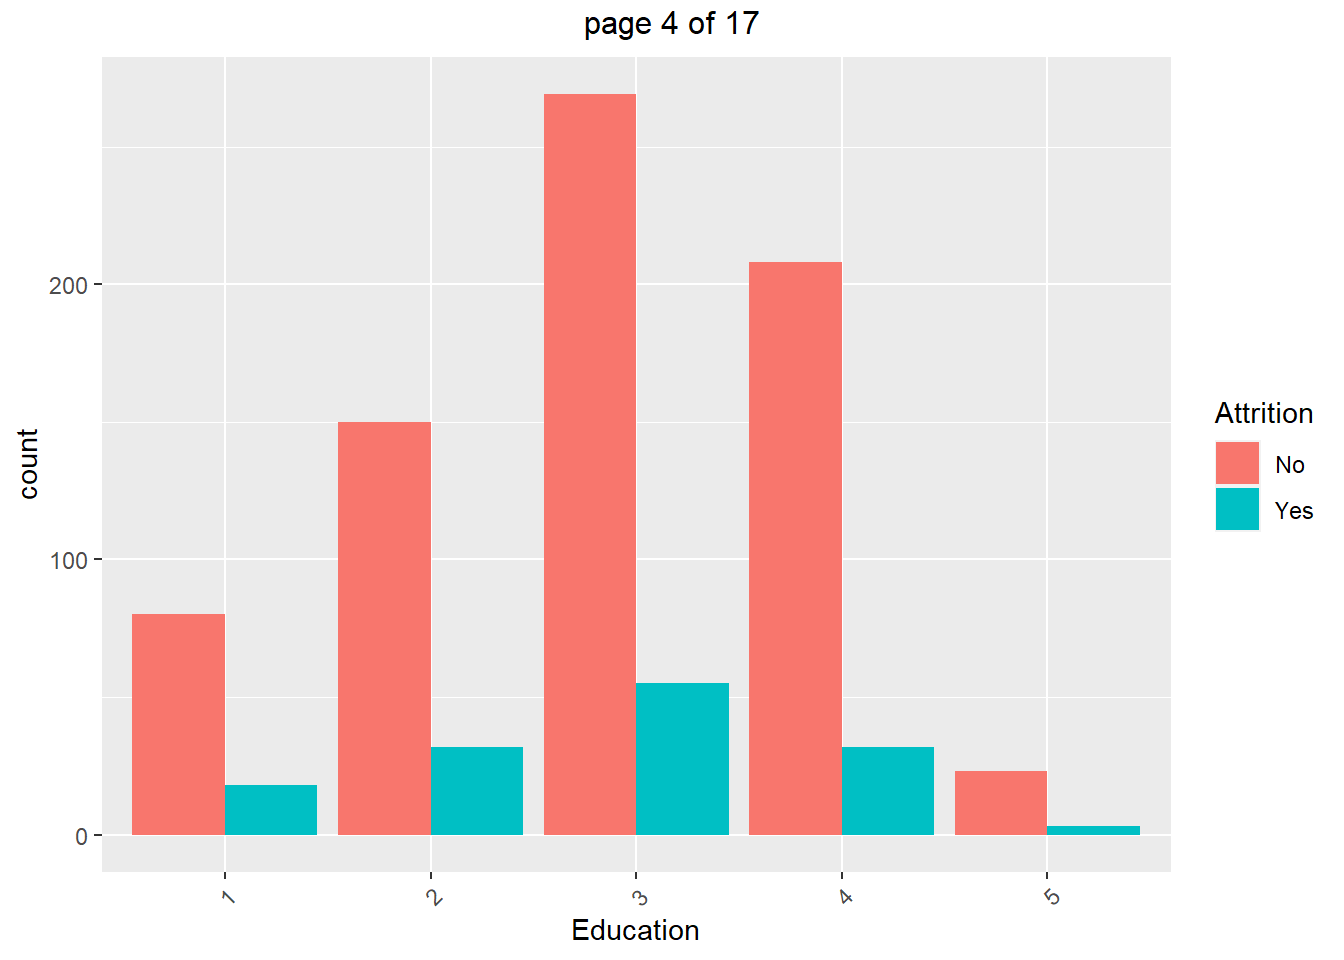 page 4 of 17
count
200
100
0
1
2
3
4
5
Education
Attrition
No
Yes